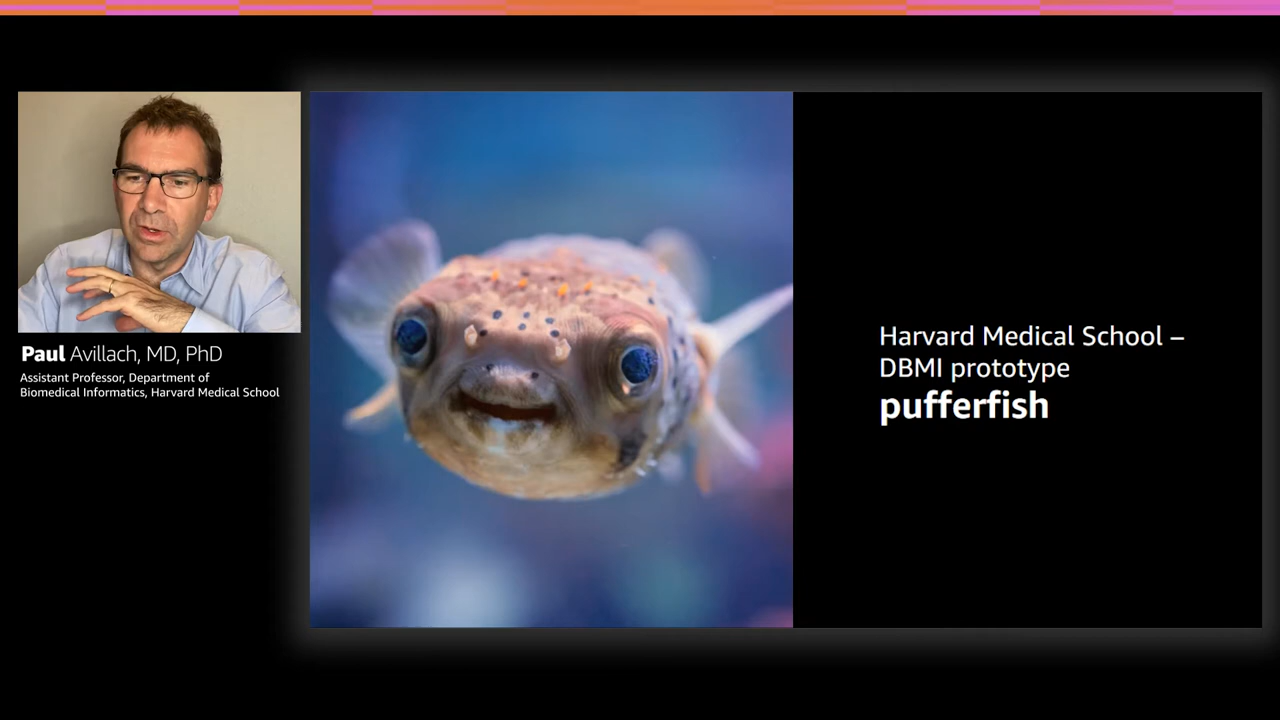 Paul Avillach, MD, PhD
Assistant Professor, Department of
Biomedical Informatics, Harvard Medical School
Harvard Medical School –
DBMI prototype
pufferfish